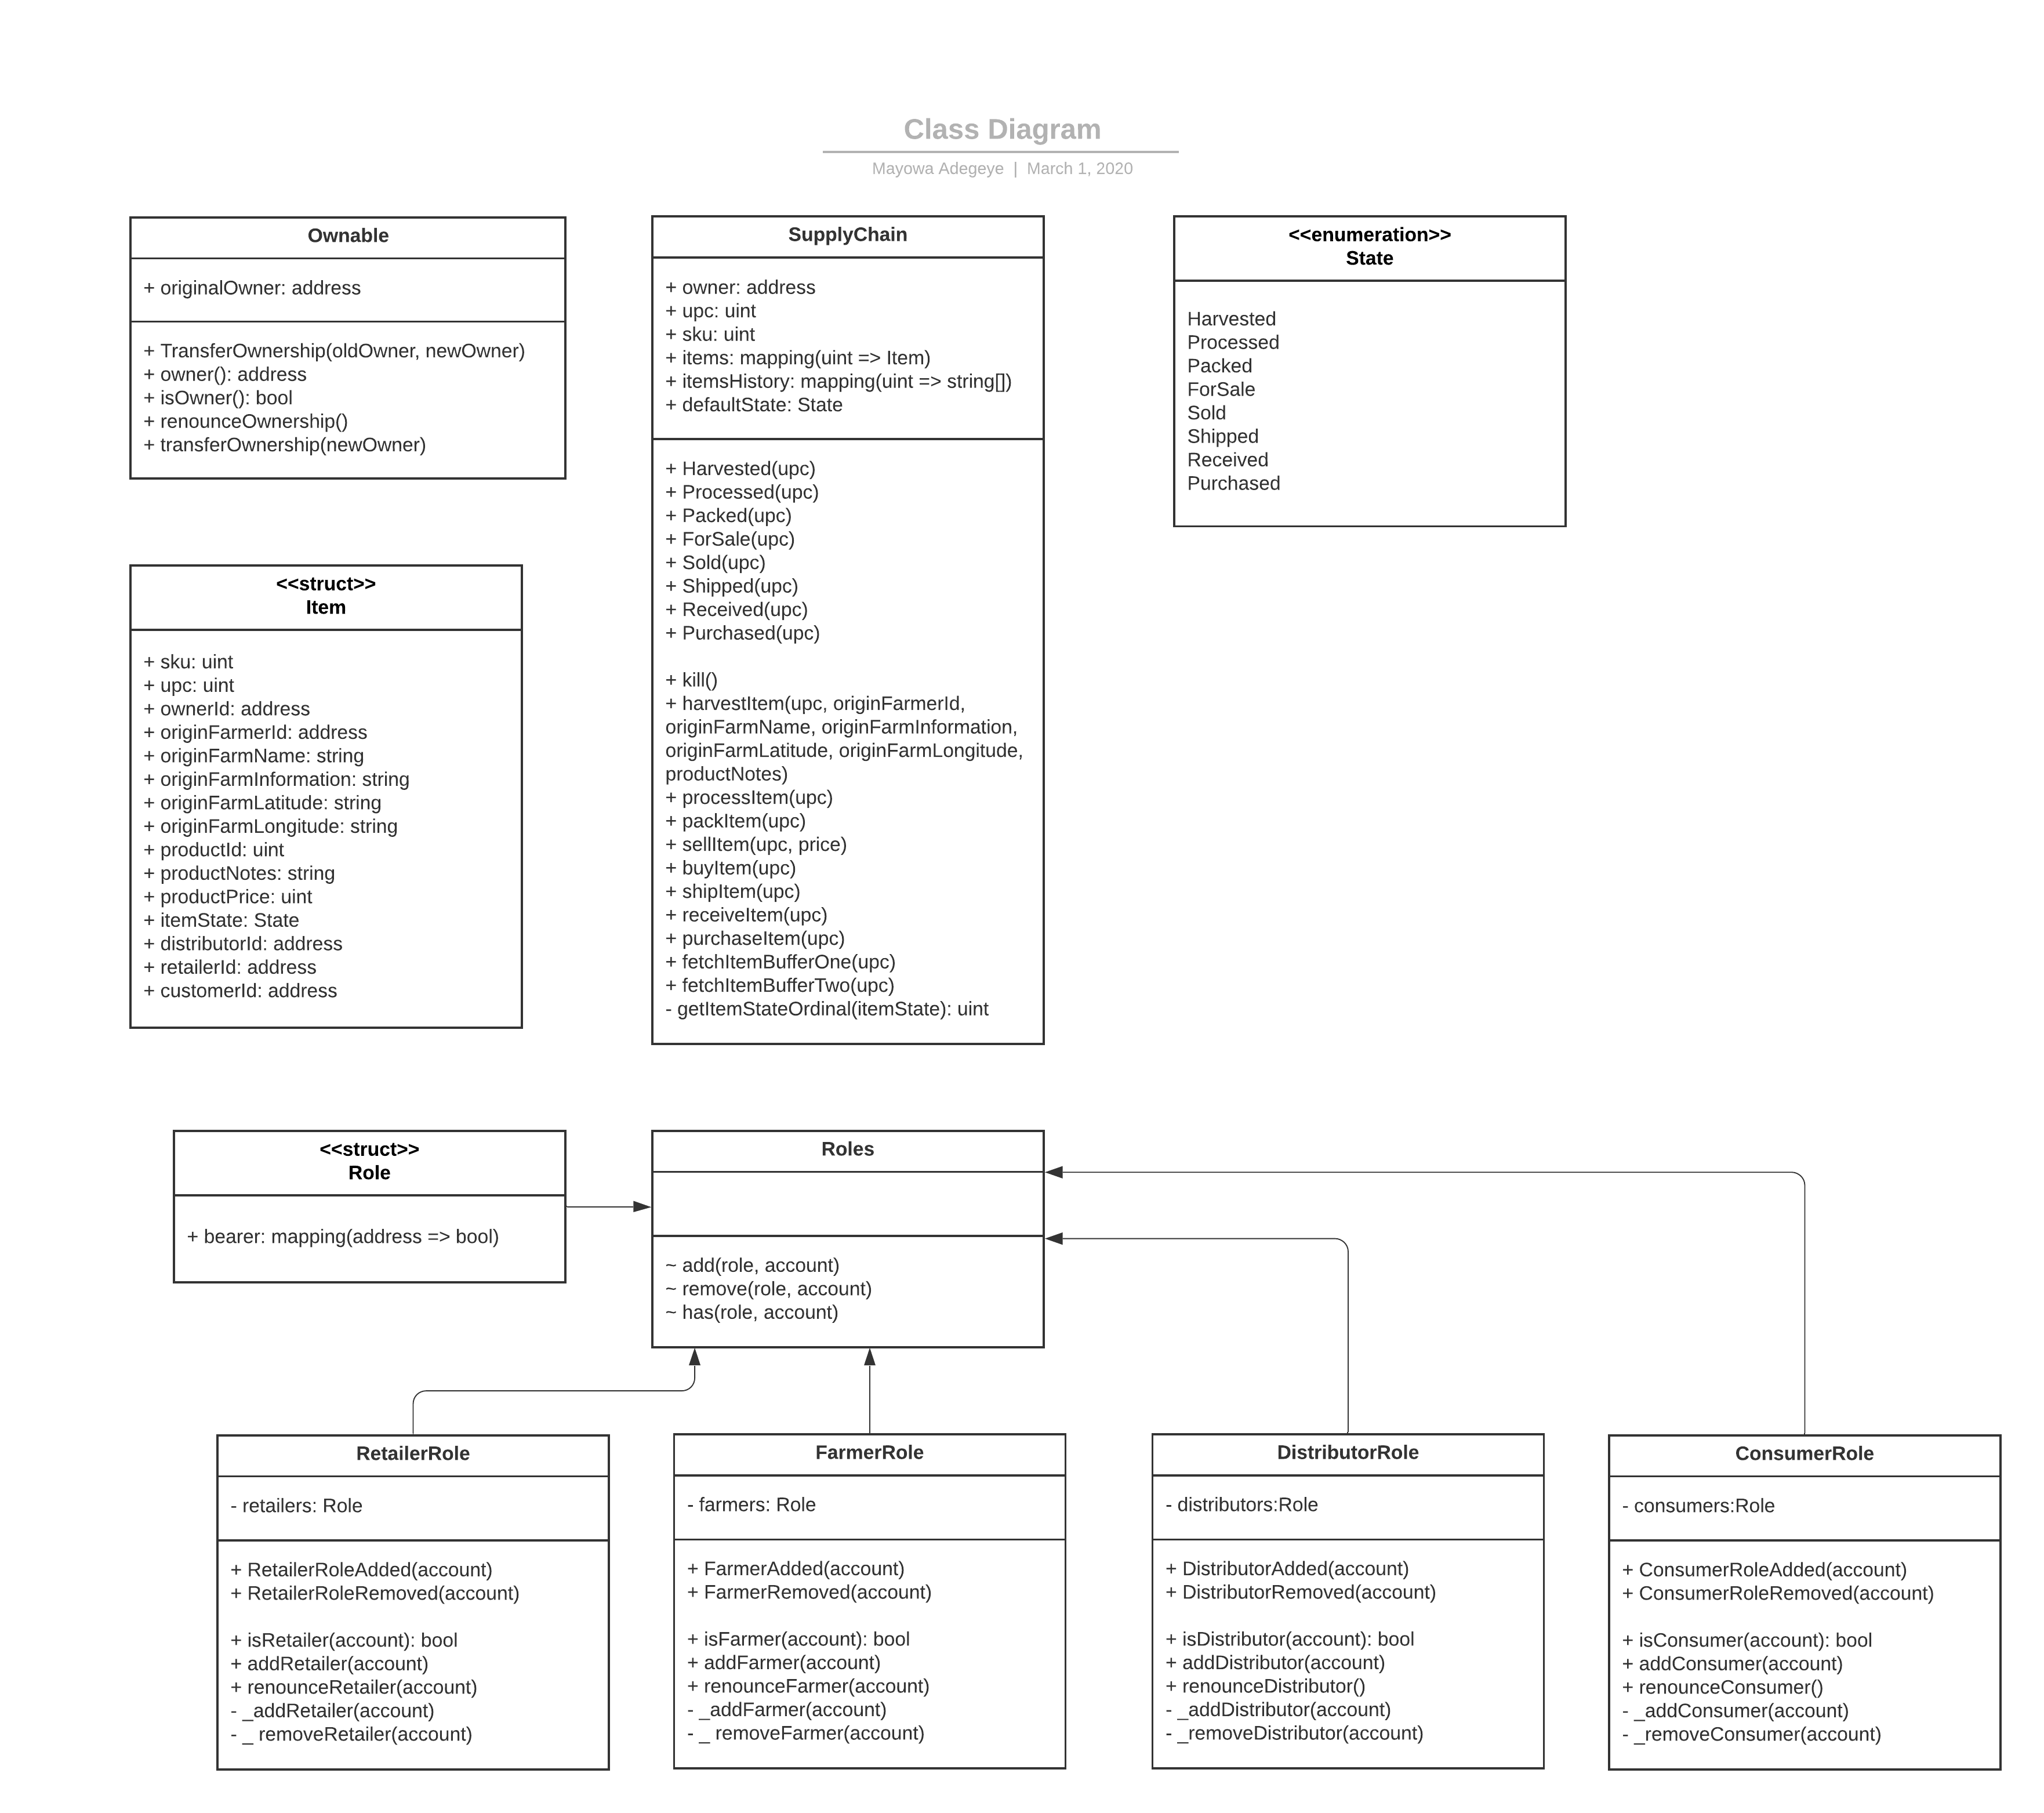 Class Diagram
Mayowa Adegeye | March 1, 2020
Ownable
+ originalOwner: address
+ TransferOwnership(oldOwner, newOwner)
+ owner(): address
+ isOwner(): bool
+ renounceOwnership()
+ transferOwnership(newOwner)
SupplyChain
+ owner: address
+ upc: uint
+ sku: uint
+ items: mapping(uint => Item)
+ itemsHistory: mapping(uint => string[])
+ defaultState: State
+ Harvested(upc)
+ Processed(upc)
+ Packed(upc)
+ ForSale(upc)
+ Sold(upc)
+ Shipped(upc)
+ Received(upc)
+ Purchased(upc)
+ kill()
+ harvestItem(upc, originFarmerId,
originFarmName, originFarmInformation,
originFarmLatitude, originFarmLongitude,
productNotes)
+ processItem(upc)
+ packItem(upc)
+ sellItem(upc, price)
+ buyItem(upc)
+ shipItem(upc)
+ receiveItem(upc)
+ purchaseItem(upc)
+ fetchItemBufferOne(upc)
+ fetchItemBufferTwo(upc)
- getItemStateOrdinal(itemState): uint
<<enumeration>>
State
Harvested
Processed
Packed
ForSale
Sold
Shipped
Received
Purchased
<<struct>>
Item
+ sku: uint
+ upc: uint
+ ownerId: address
+ originFarmerId: address
+ originFarmName: string
+ originFarmInformation: string
+ originFarmLatitude: string
+ originFarmLongitude: string
+ productId: uint
+ productNotes: string
+ productPrice: uint
+ itemState: State
+ distributorId: address
+ retailerId: address
+ customerId: address
<<struct>>
Role
+ bearer: mapping(address => bool)
Roles
~ add(role, account)
~ remove(role, account)
~ has(role, account)
RetailerRole
- retailers: Role
+ RetailerRoleAdded(account)
+ RetailerRoleRemoved(account)
+ isRetailer(account): bool
+ addRetailer(account)
+ renounceRetailer(account)
- _addRetailer(account)
- _ removeRetailer(account)
FarmerRole
- farmers: Role
+ FarmerAdded(account)
+ FarmerRemoved(account)
+ isFarmer(account): bool
+ addFarmer(account)
+ renounceFarmer(account)
- _addFarmer(account)
- _ removeFarmer(account)
DistributorRole
- distributors:Role
+ DistributorAdded(account)
+ DistributorRemoved(account)
+ isDistributor(account): bool
+ addDistributor(account)
+ renounceDistributor()
- _addDistributor(account)
- _removeDistributor(account)
ConsumerRole
- consumers:Role
+ ConsumerRoleAdded(account)
+ ConsumerRoleRemoved(account)
+ isConsumer(account): bool
+ addConsumer(account)
+ renounceConsumer()
- _addConsumer(account)
- _removeConsumer(account)